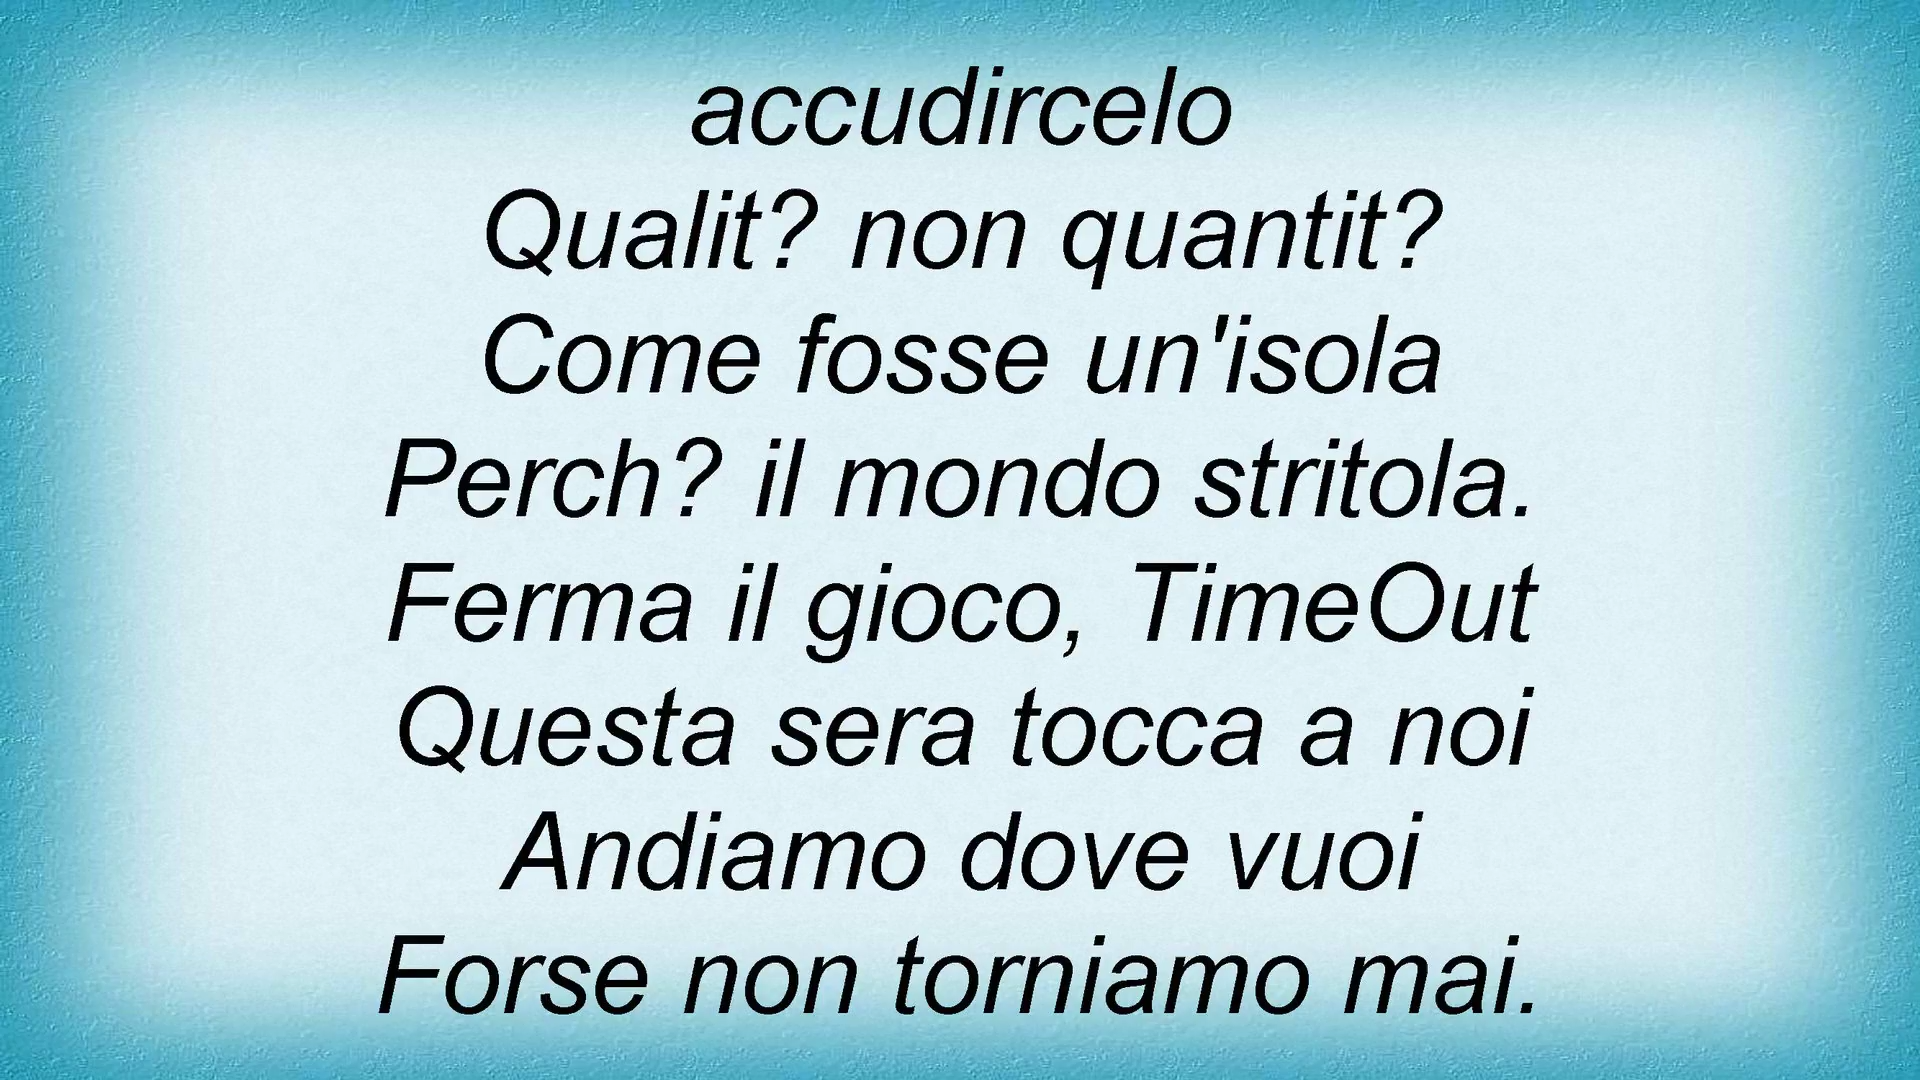 accudircelo
Qualit? non quantit?
Come fosse un'isola
Perch? il mondo stritola.
Ferma il gioco, TimeOut
Questa sera tocca a noi
Andiamo dove vuoi
Forse non torniamo mai.